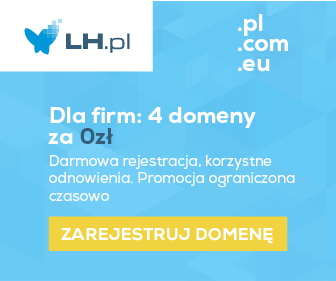 LH.pl
.pl
.com
.eu
Dla firm: 4 domeny
za 0zł
Darmowa rejestracja, korzystne
odnowienia. Promocja ograniczona
czasowo
ZAREJESTRUJ DOMENĘ